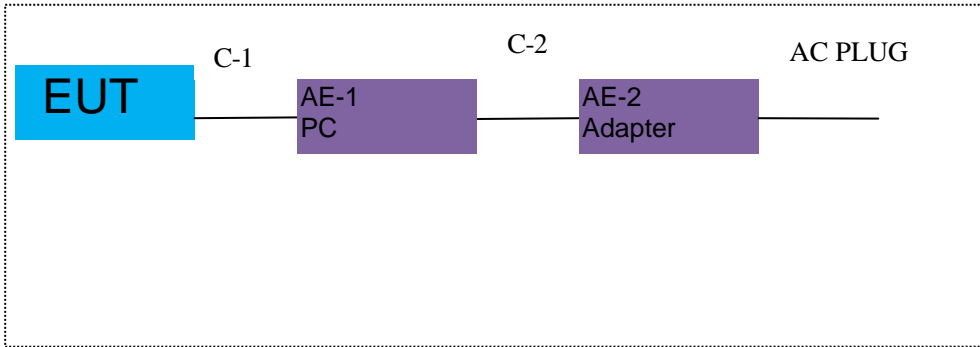 C-1
C-2
AC PLUG
EUT
AE-1
PC
AE-2
Adapter